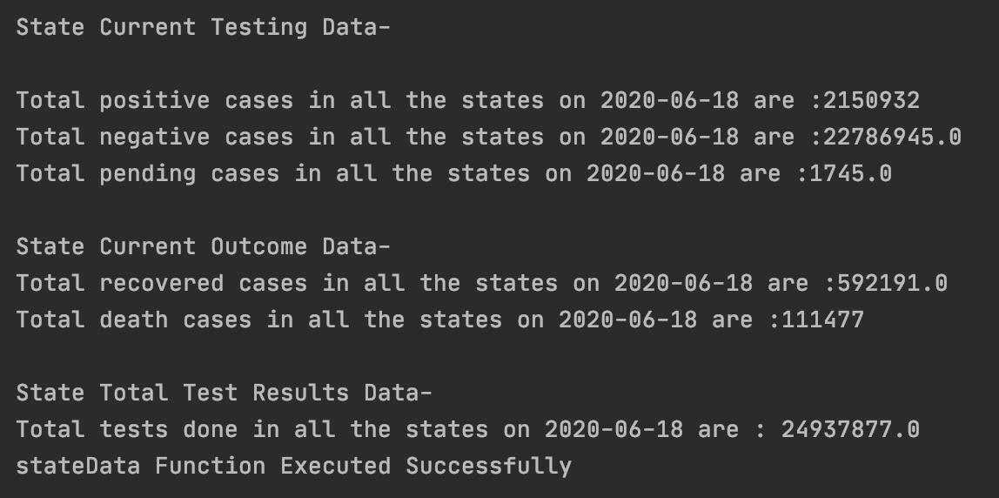 State Current Testing Data-
Total positive cases in all the states on 2020-06-18 are :2150932
Total negative cases in all the states on 2020-06-18 are :22786945.0
Total pending cases in all the states on 2020-06-18 are :1745.0
State Current Outcome Data-
Total recovered cases in all the states on 2020-06-18 are :592191.0
Total death cases in all the states on 2020-06-18 are :111477
State Total Test Results Data-
Total tests done in all the states on 2020-06-18 are : 24937877.0
stateData Function Executed Successfully